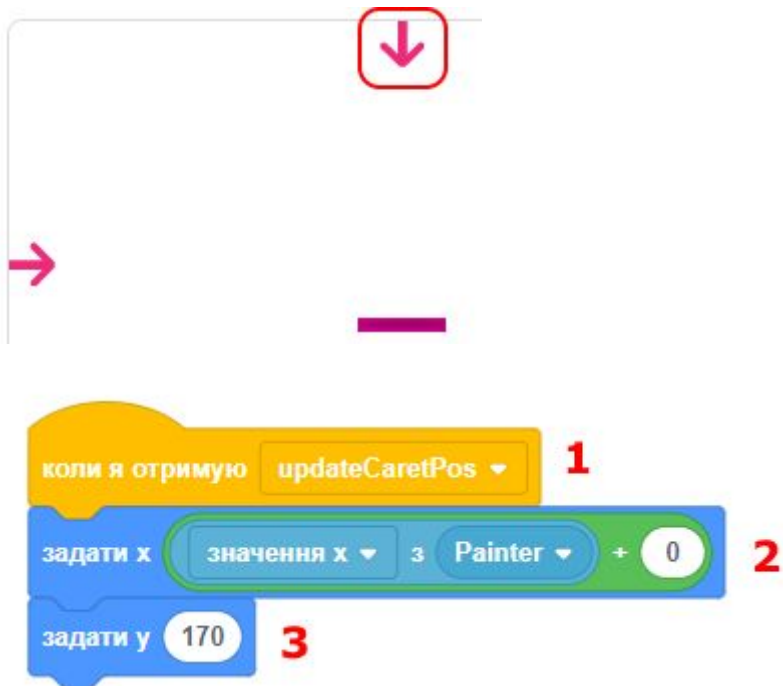 коли я отримую updateCaretPos 1
задати x значення x з Painter + 0 2
задати y 170 3